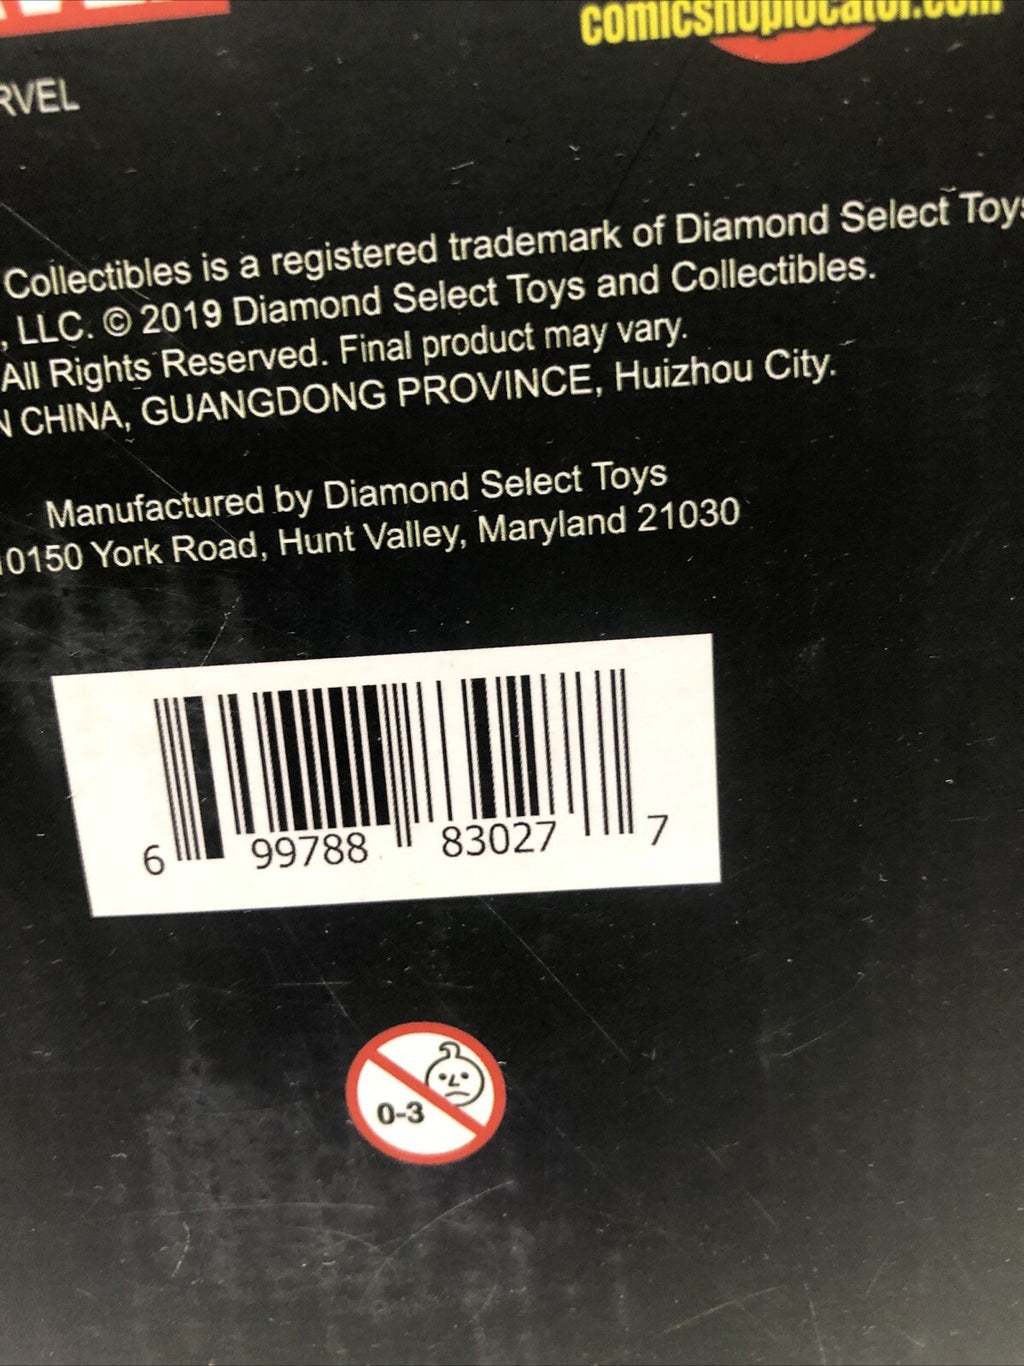 comicshoplocator.com
Collectibles is a registered trademark of Diamond Select Toys
, LLC. © 2019 Diamond Select Toys and Collectibles.
All Rights Reserved. Final product may vary.
CHINA, GUANGDONG PROVINCE, Huizhou City.
Manufactured by Diamond Select Toys
10150 York Road, Hunt Valley, Maryland 21030
6 99788 83027 7
0-3